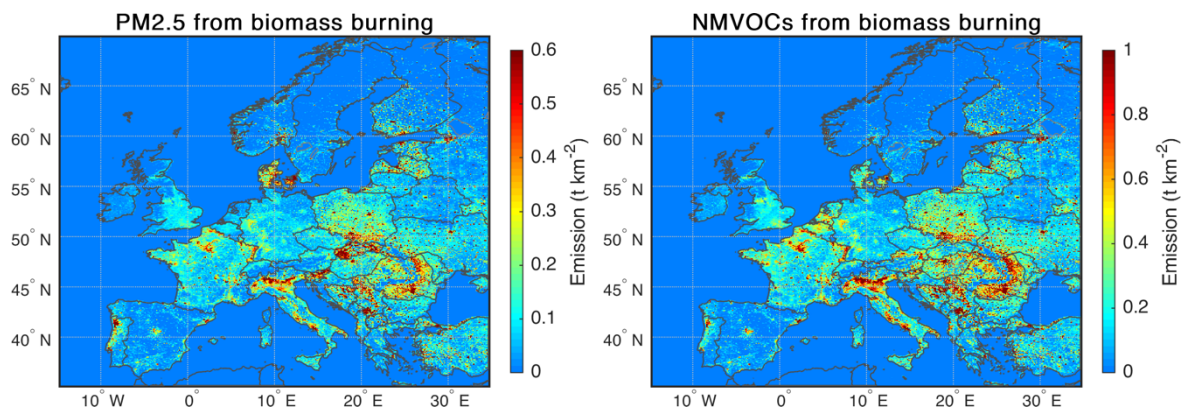 PM2.5 from biomass burning
65° N
60° N
55° N
50° N
45° N
40° N
10° W
0°
10° E
20° E
30° E
0.6
0.5
0.4
0.3
0.2
0.1
0
Emission (t km-2)
NMVOCs from biomass burning
65° N
60° N
55° N
50° N
45° N
40° N
10° W
0°
10° E
20° E
30° E
1
0.8
0.6
0.4
0.2
0
Emission (t km-2)